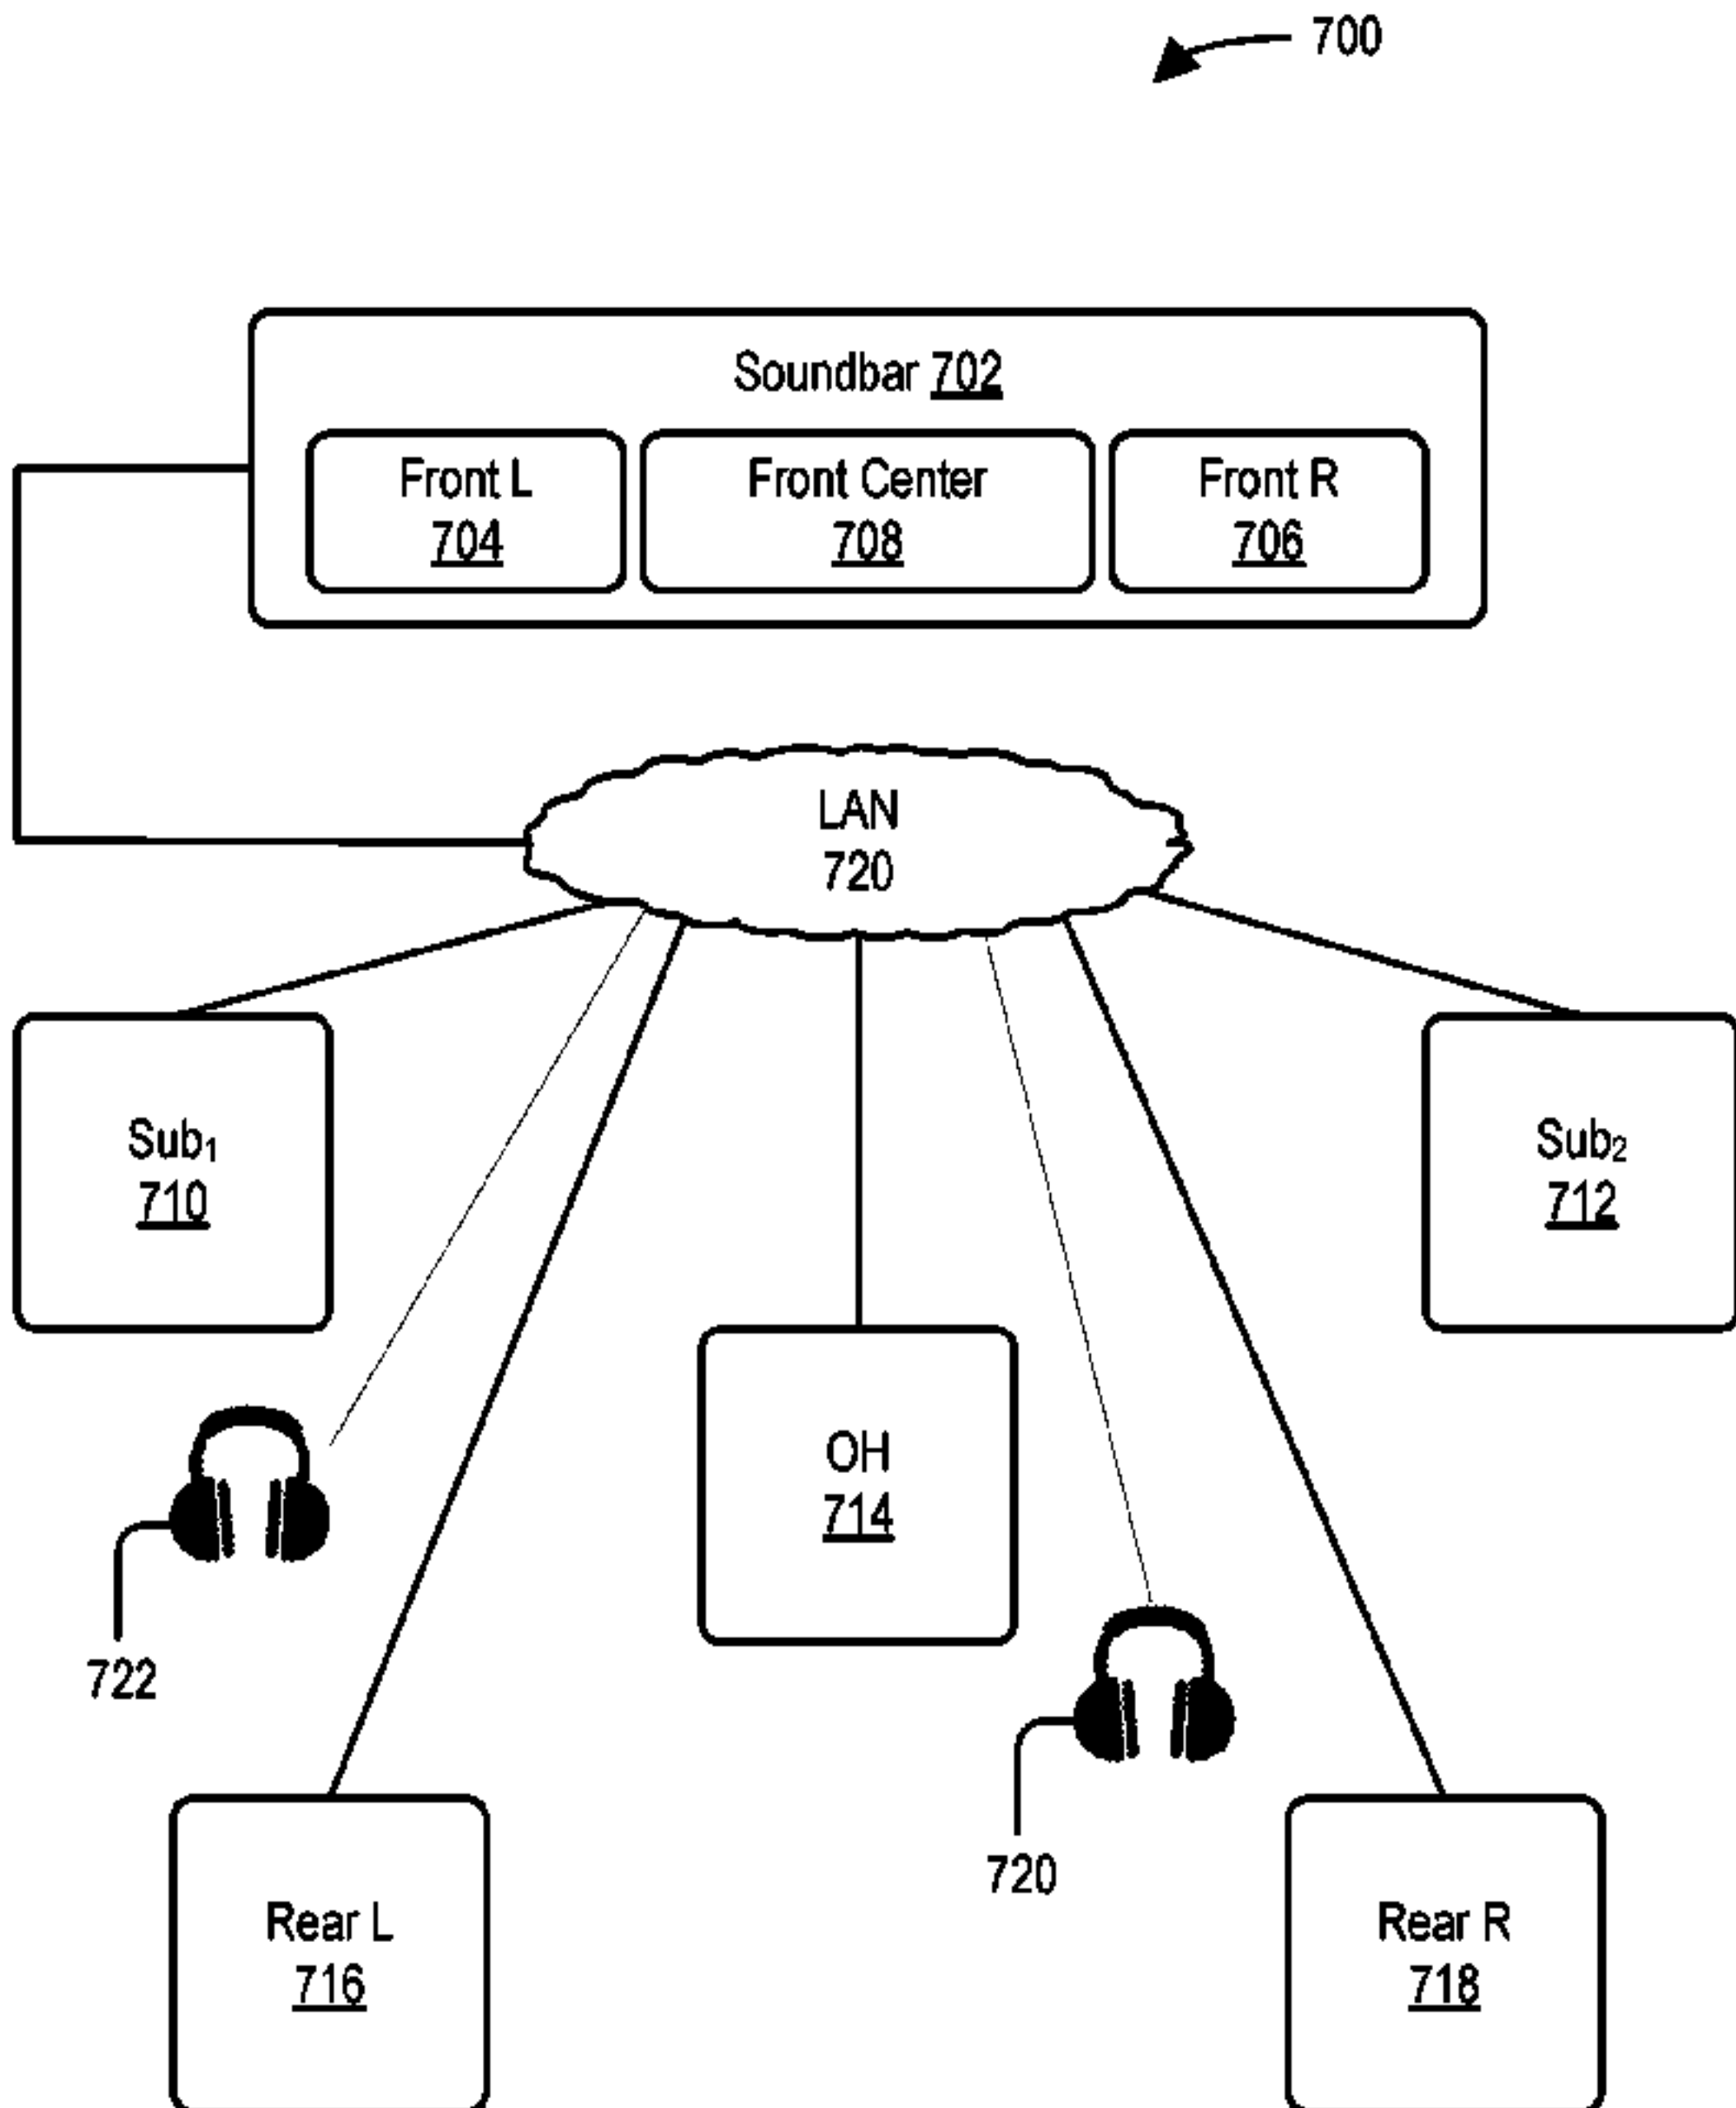 700
Soundbar 702
Front L
704
Front Center
708
Front R
706
LAN
720
Sub₁
710
Sub₂
712
OH
714
722
720
Rear L
716
Rear R
718